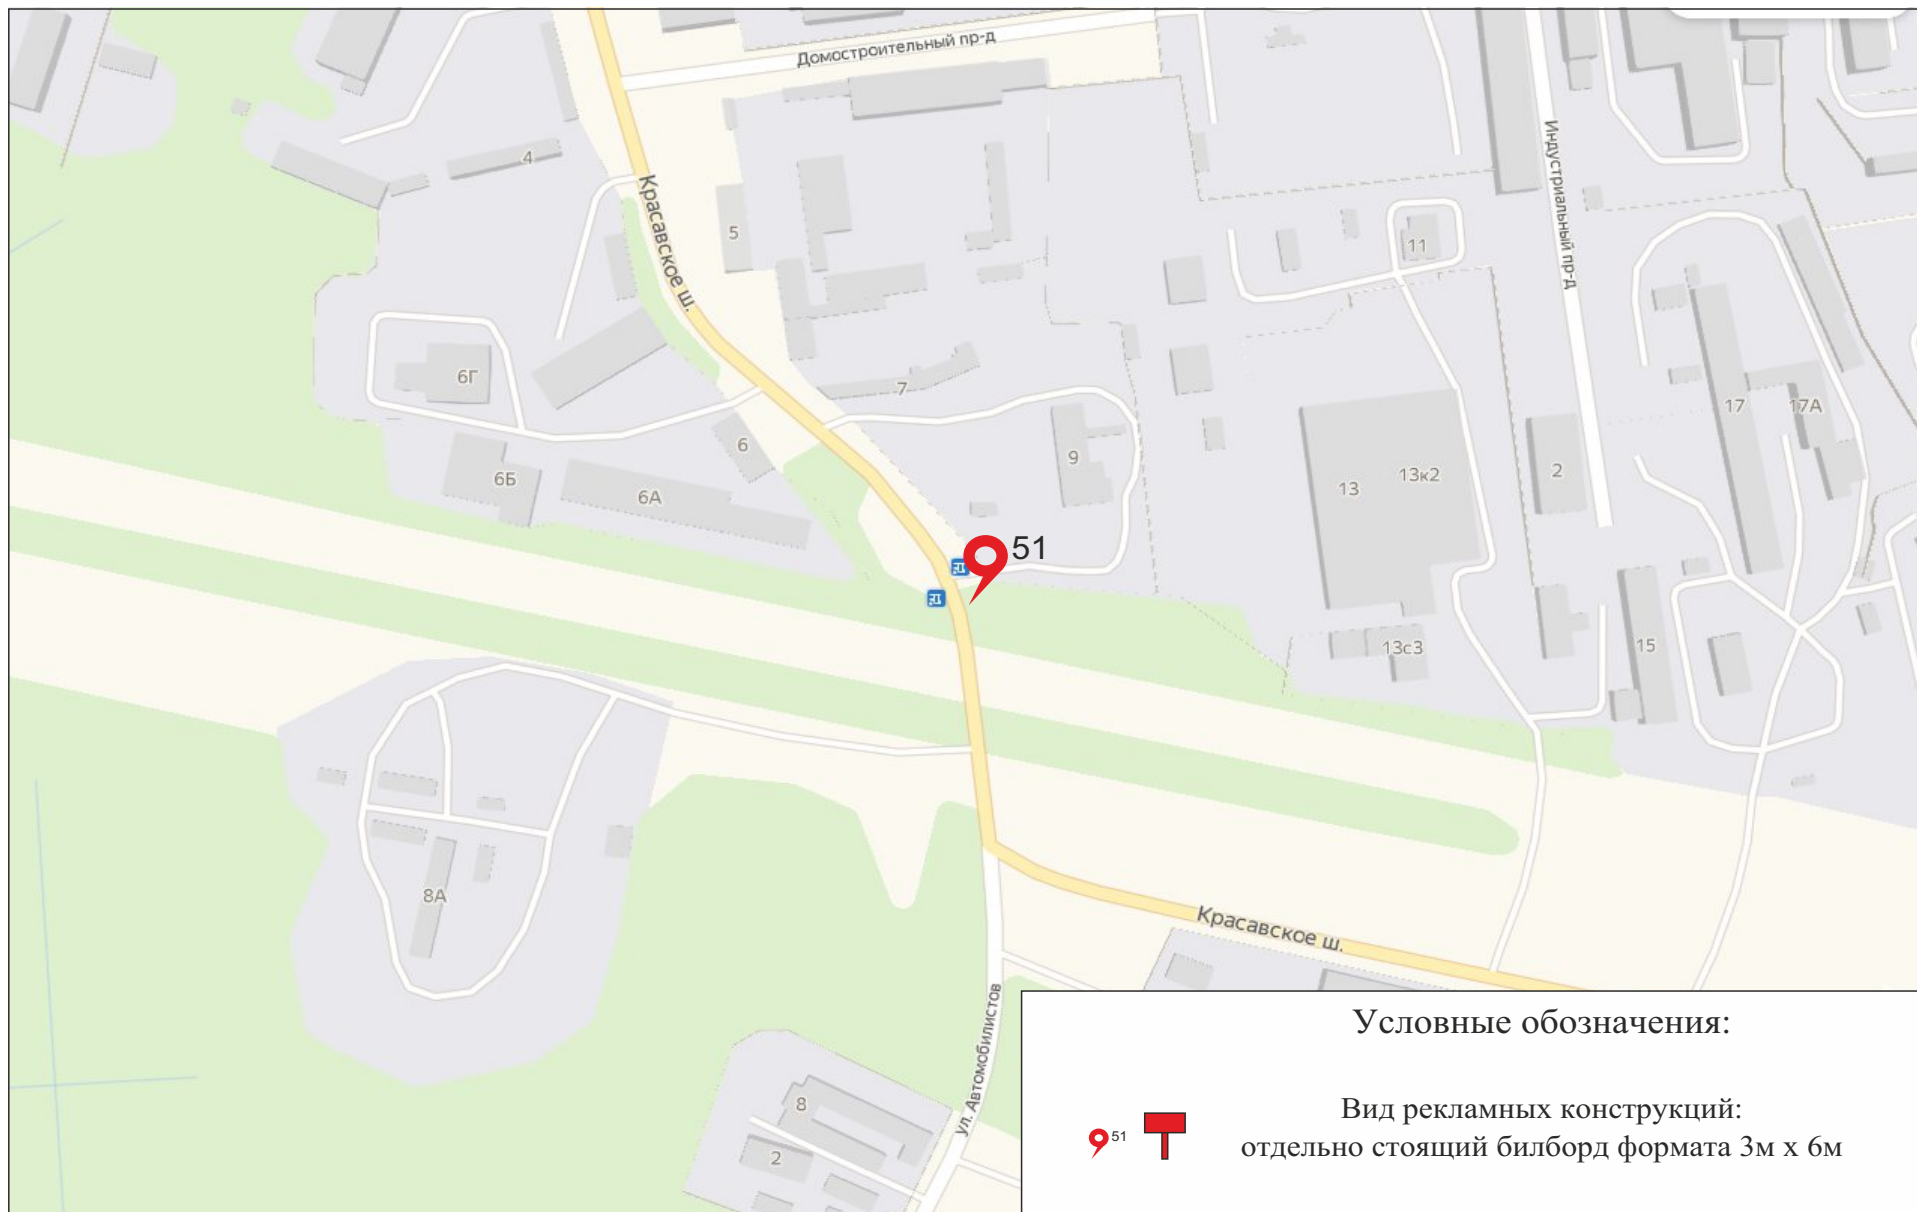 Домостроительный пр-д
4
Индустриальный пр-д
Красавское ш.
5
11
6Г
7
17
17А
6
9
6Б
6А
13
13к2
2
51
13с3
15
8А
Красавское ш.
ул. Автомобилистов
8
2
Условные обозначения:
Вид рекламных конструкций:
51
отдельно стоящий билборд формата 3м х 6м